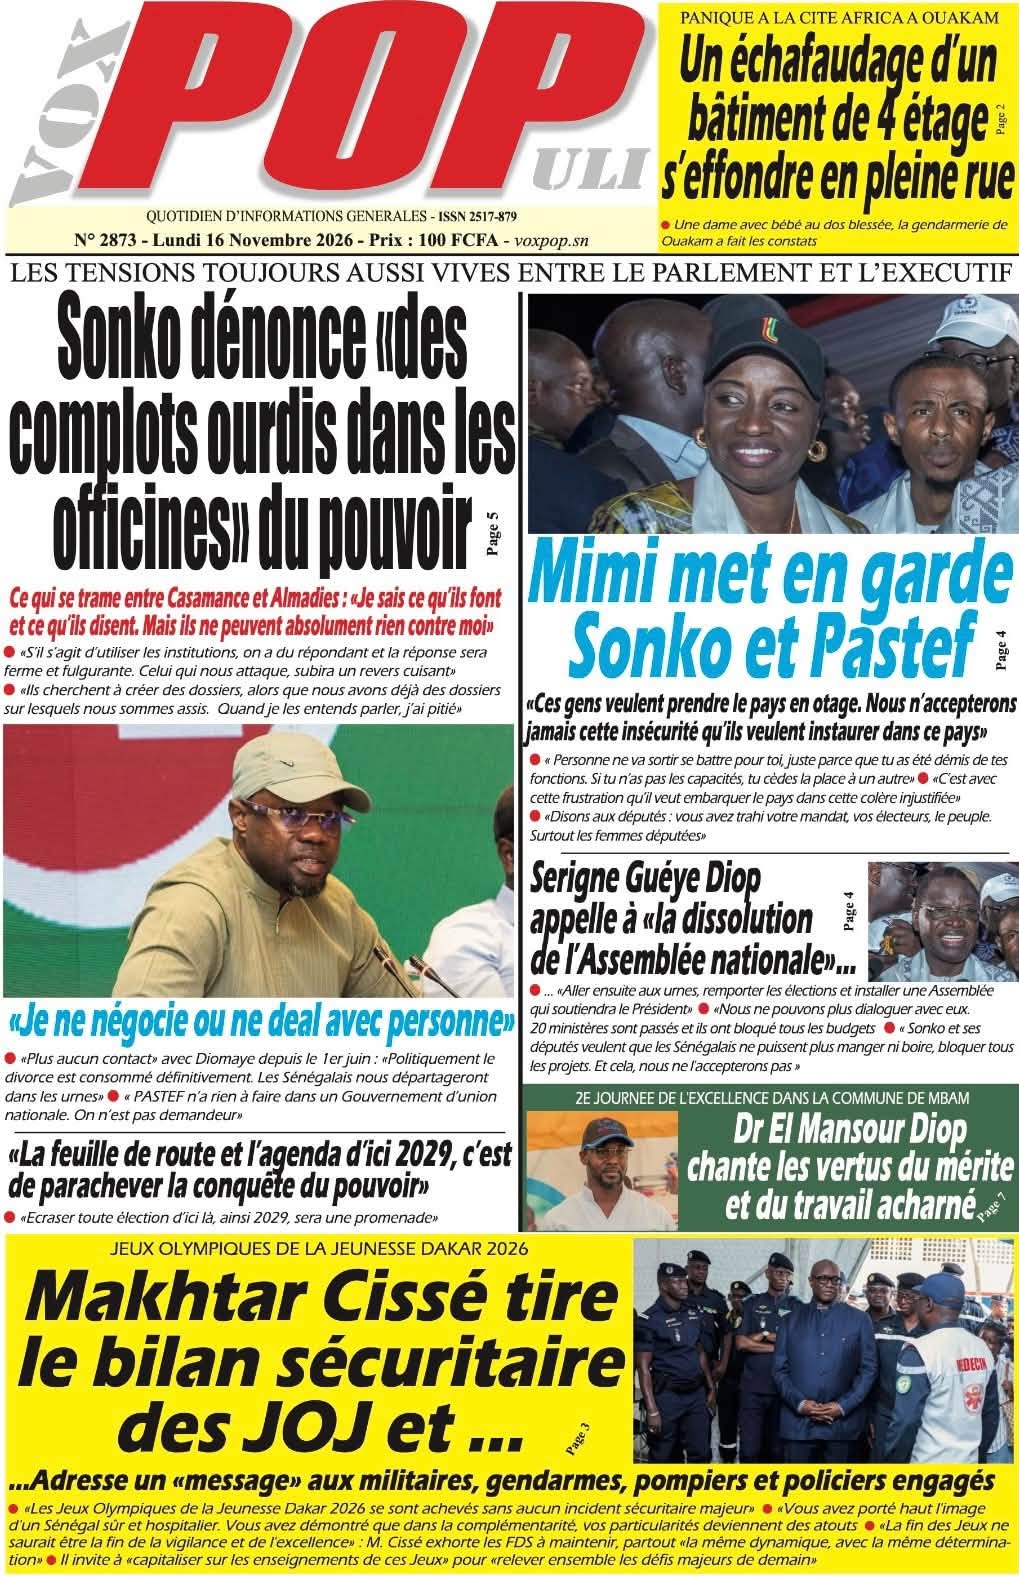 VOX POPULI
QUOTIDIEN D'INFORMATIONS GENERALES - ISSN 2517-879
N° 2873 - Lundi 16 Novembre 2026 - Prix : 100 FCFA - voxpop.sn
PANIQUE A LA CITE AFRICA A OUAKAM
Un échafaudage d'un
bâtiment de 4 étage
s'effondre en pleine rue
Page 2
● Une dame avec bébé au dos blessée, la gendarmerie de
Ouakam a fait les constats
LES TENSIONS TOUJOURS AUSSI VIVES ENTRE LE PARLEMENT ET L'EXECUTIF
Sonko dénonce «des
complots ourdis dans les
officines» du pouvoir
Page 5
Ce qui se trame entre Casamance et Almadies : «Je sais ce qu'ils font
et ce qu'ils disent. Mais ils ne peuvent absolument rien contre moi»
● «S'il s'agit d'utiliser les institutions, on a du répondant et la réponse sera
ferme et fulgurante. Celui qui nous attaque, subira un revers cuisant»
● «Ils cherchent à créer des dossiers, alors que nous avons déjà des dossiers
sur lesquels nous sommes assis. Quand je les entends parler, j'ai pitié»
«Je ne négocie ou ne deal avec personne»
● «Plus aucun contact» avec Diomaye depuis le 1er juin : «Politiquement le
divorce est consommé définitivement. Les Sénégalais nous départageront
dans les urnes» ● « PASTEF n'a rien à faire dans un Gouvernement d'union
nationale. On n'est pas demandeur»
«La feuille de route et l'agenda d'ici 2029, c'est
de parachever la conquête du pouvoir»
● «Ecraser toute élection d'ici là, ainsi 2029, sera une promenade»
Mimi met en garde
Sonko et Pastef
Page 4
«Ces gens veulent prendre le pays en otage. Nous n'accepterons
jamais cette insécurité qu'ils veulent instaurer dans ce pays»
● « Personne ne va sortir se battre pour toi, juste parce que tu as été démis de tes
fonctions. Si tu n'as pas les capacités, tu cèdes la place à un autre» ● «C'est avec
cette frustration qu'il veut embarquer le pays dans cette colère injustifiée»
● «Disons aux députés : vous avez trahi votre mandat, vos électeurs, le peuple.
Surtout les femmes députées»
Serigne Guéye Diop
appelle à «la dissolution
de l'Assemblée nationale»...
Page 4
● ... «Aller ensuite aux urnes, remporter les élections et installer une Assemblée
qui soutiendra le Président» ● «Nous ne pouvons plus dialoguer avec eux.
20 ministères sont passés et ils ont bloqué tous les budgets ● « Sonko et ses
députés veulent que les Sénégalais ne puissent plus manger ni boire, bloquer tous
les projets. Et cela, nous ne l'accepterons pas »
2E JOURNEE DE L'EXCELLENCE DANS LA COMMUNE DE MBAM
Dr El Mansour Diop
chante les vertus du mérite
et du travail acharné
Page 7
JEUX OLYMPIQUES DE LA JEUNESSE DAKAR 2026
Makhtar Cissé tire
le bilan sécuritaire
des JOJ et ...
Page 3
MEDECIN
...Adresse un «message» aux militaires, gendarmes, pompiers et policiers engagés
● «Les Jeux Olympiques de la Jeunesse Dakar 2026 se sont achevés sans aucun incident sécuritaire majeur» ● «Vous avez porté haut l'image
d'un Sénégal sûr et hospitalier. Vous avez démontré que dans la complémentarité, vos particularités deviennent des atouts ● «La fin des Jeux ne
saurait être la fin de la vigilance et de l'excellence» : M. Cissé exhorte les FDS à maintenir, partout «la même dynamique, avec la même détermina-
tion» ● Il invite à «capitaliser sur les enseignements de ces Jeux» pour «relever ensemble les défis majeurs de demain»